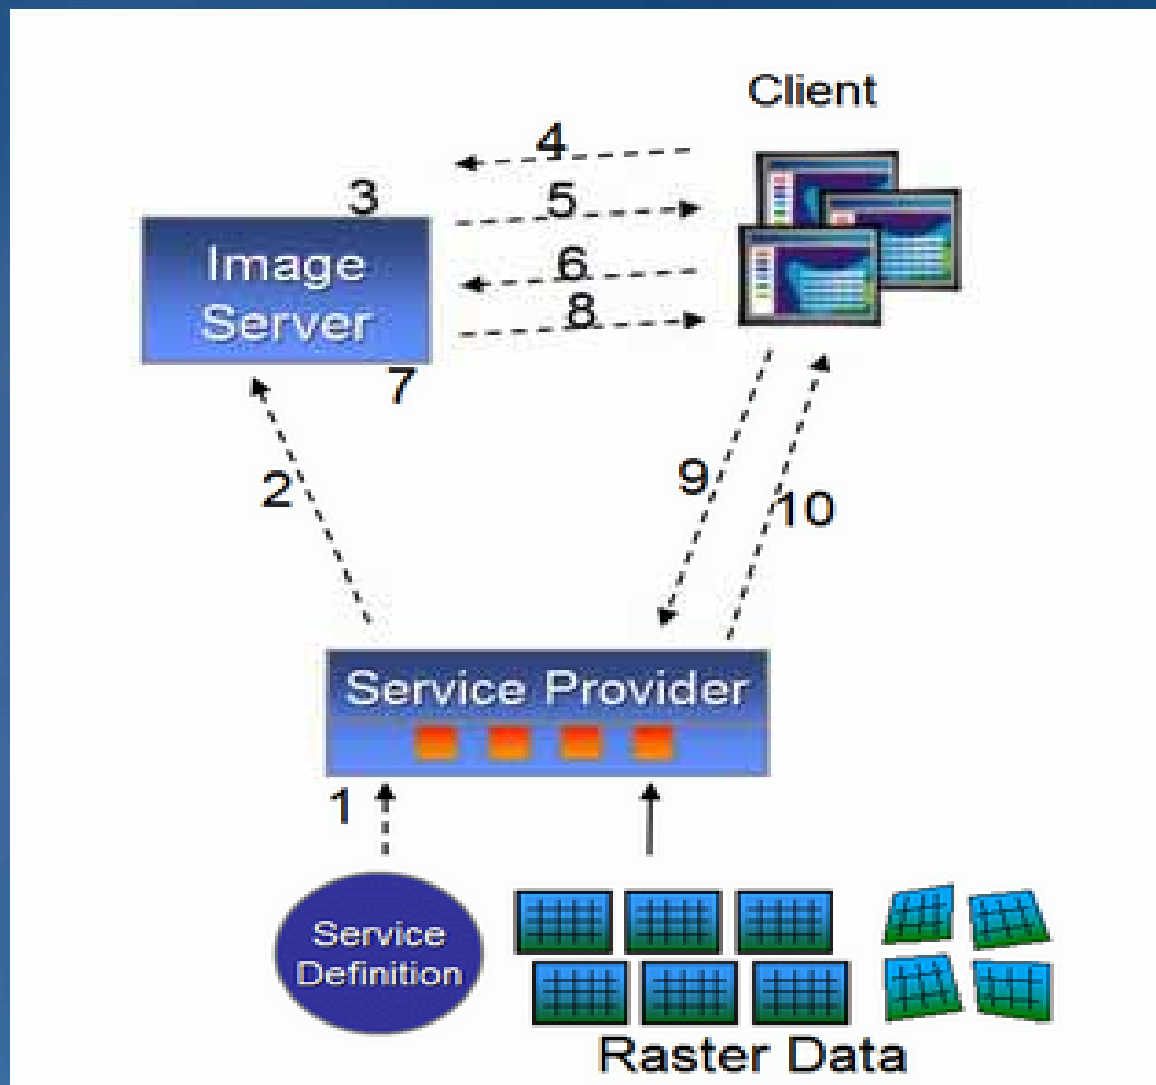 Client
4
3
5
Image
Server
6
8
7
2
9
10
Service Provider
1
Service
Definition
Raster Data